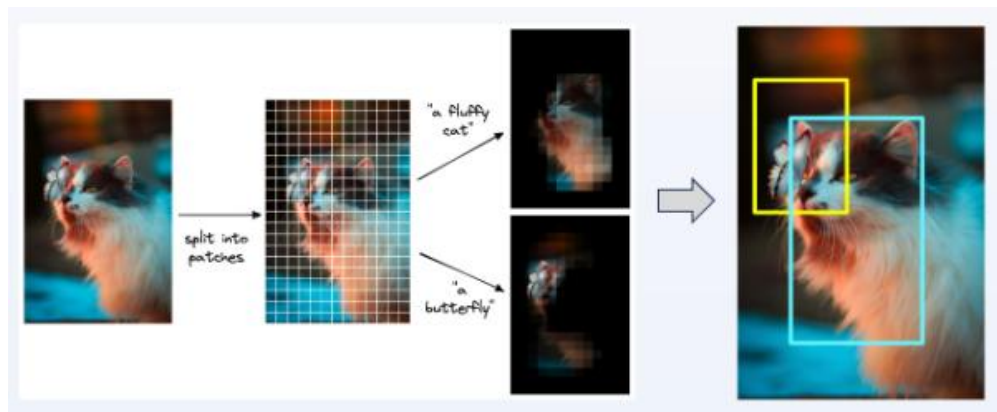 split into
patches
"a fluffy
cat"
"a
butterfly"